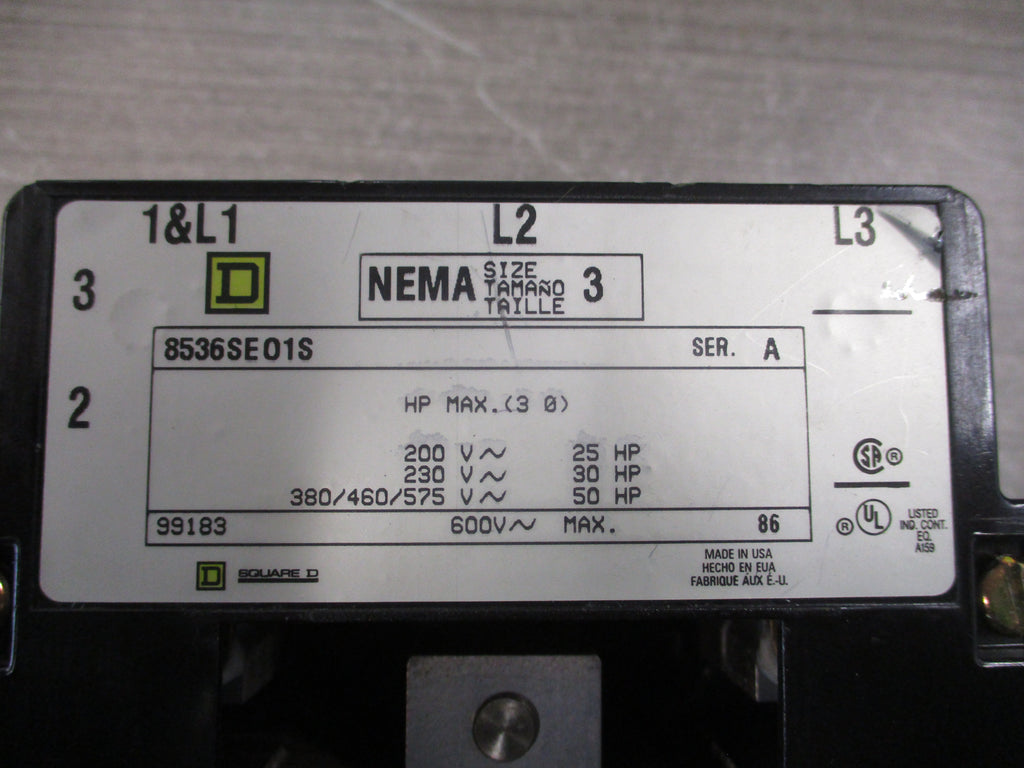 1&L1 L2 L3
3 D NEMA SIZE 3
TAMAÑO
TAILLE
8536SE01S SER. A
2
HP MAX.(3 Ø)
200 V~ 25 HP
230 V~ 30 HP
380/460/575 V~ 50 HP
SA ®
99183 600V~ MAX. 86
® UL LISTED
IND. CONT.
EQ.
A159
D SQUARE D
MADE IN USA
HECHO EN EUA
FABRIQUE AUX É.-U.